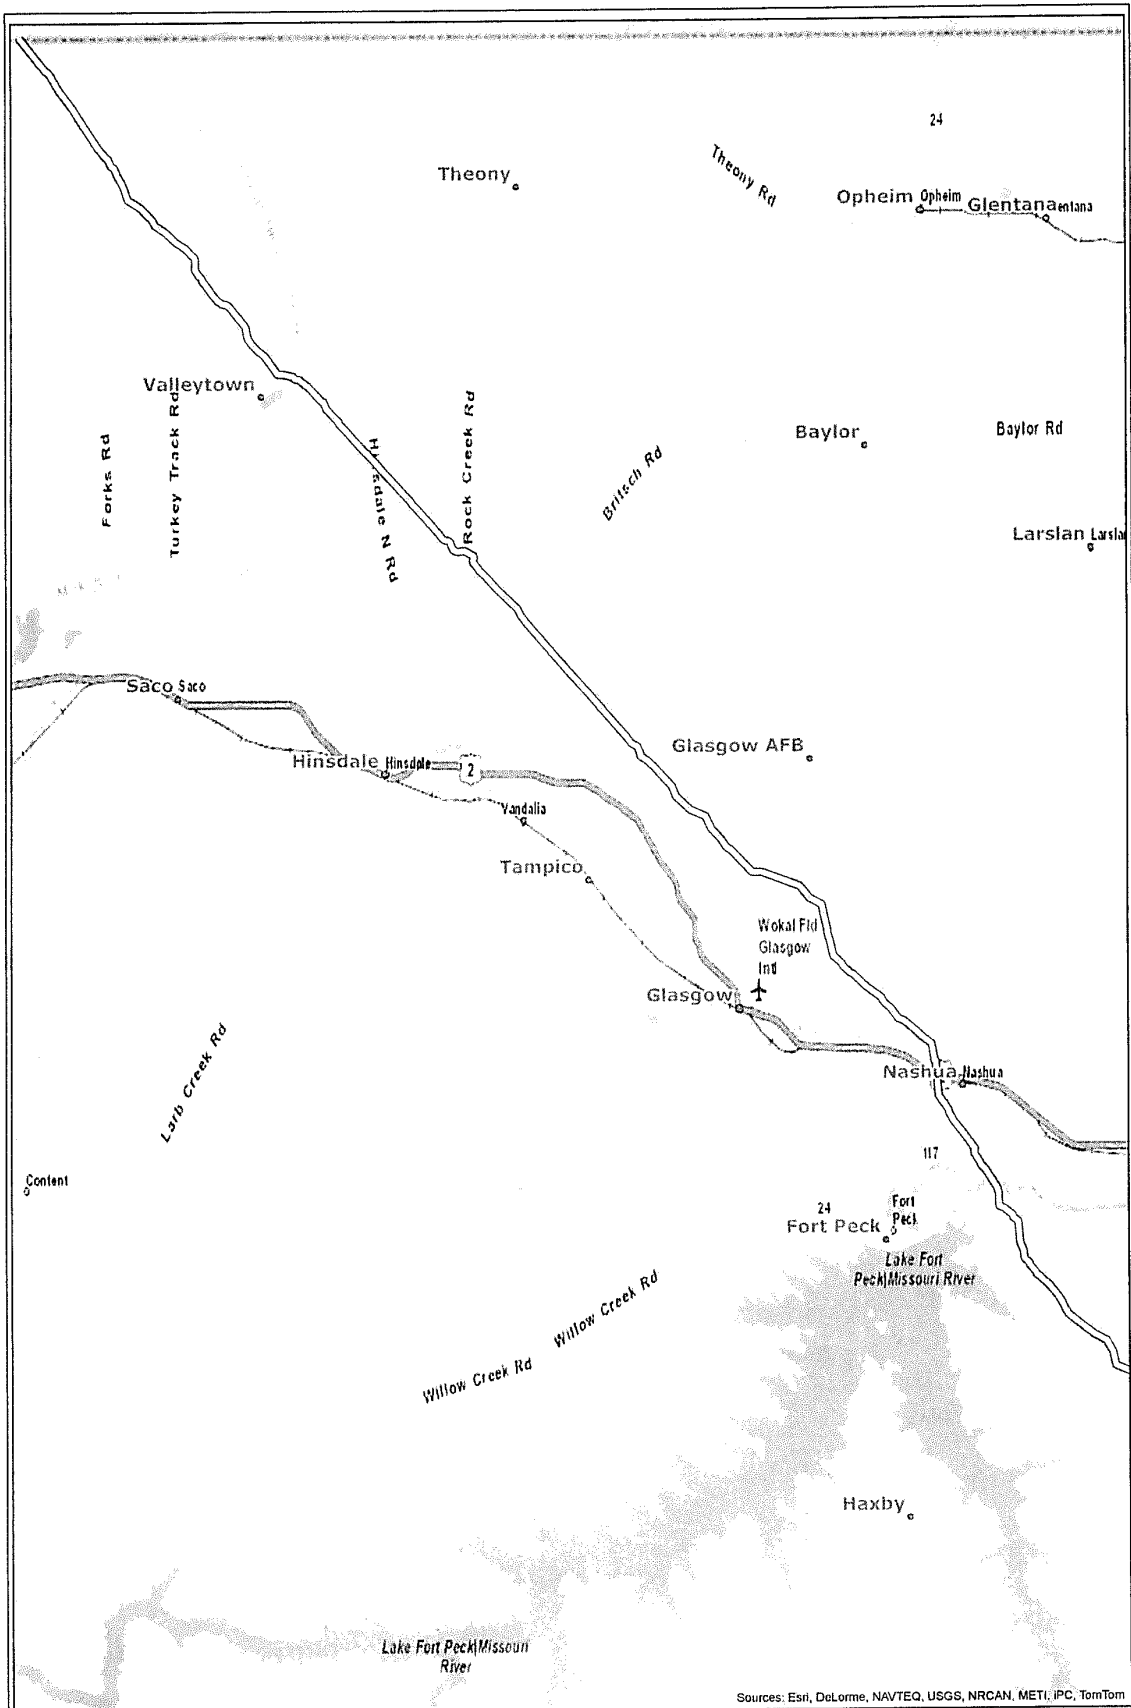 24
Theony
Theony Rd
Opheim Opheim
Glentana entana
Valleytown
Forks Rd
Turkey Track Rd
Rock Creek Rd
Britsch Rd
Baylor
Baylor Rd
Larslan Larslan
Saco Saco
Glasgow AFB
Hinsdale Hinsdale
2
Vandalia
Tampico
Wokal Fld
Glasgow
Intl
Glasgow
Larb Creek Rd
Nashua Nashua
117
Content
24
Fort
Peck
Fort Peck
Lake Fort
Peck|Missouri River
Willow Creek Rd
Willow Creek Rd
Haxby
Lake Fort Peck|Missouri
River
Sources: Esri, DeLorme, NAVTEQ, USGS, NRCAN, METI, iPC, TomTom